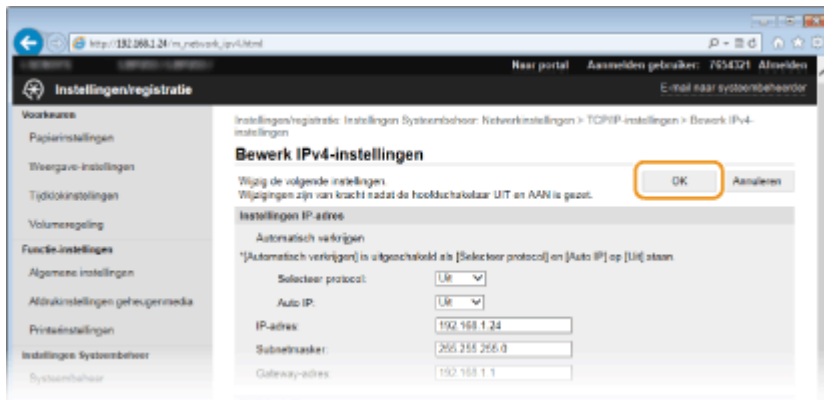 http://192.168.1.24/m_network_ipv4.html
Naar portal Aanmelden gebruiker: 7654321 Afmelden
Instellingen/registratie
E-mail naar systeembeheerder
Voorkeuren
Papierinstellingen
Weergave-instellingen
Tijdklokinstellingen
Volumeregeling
Functie-instellingen
Algemene instellingen
Afdrukinstellingen geheugenmedia
Printerinstellingen
Instellingen Systeembeheer
Systeembeheer
Instellingen/registratie: Instellingen Systeembeheer: Netwerkinstellingen > TCP/IP-instellingen > Bewerk IPv4-
instellingen
Bewerk IPv4-instellingen
Wijzig de volgende instellingen.
Wijzigingen zijn van kracht nadat de hoofdschakelaar UIT en AAN is gezet.
OK
Annuleren
Instellingen IP-adres
Automatisch verkrijgen
*[Automatisch verkrijgen] is uitgeschakeld als [Selecteer protocol] en [Auto IP] op [Uit] staan.
Selecteer protocol: Uit
Auto IP: Uit
IP-adres: 192.168.1.24
Subnetmasker: 255.255.255.0
Gateway-adres: 192.168.1.1